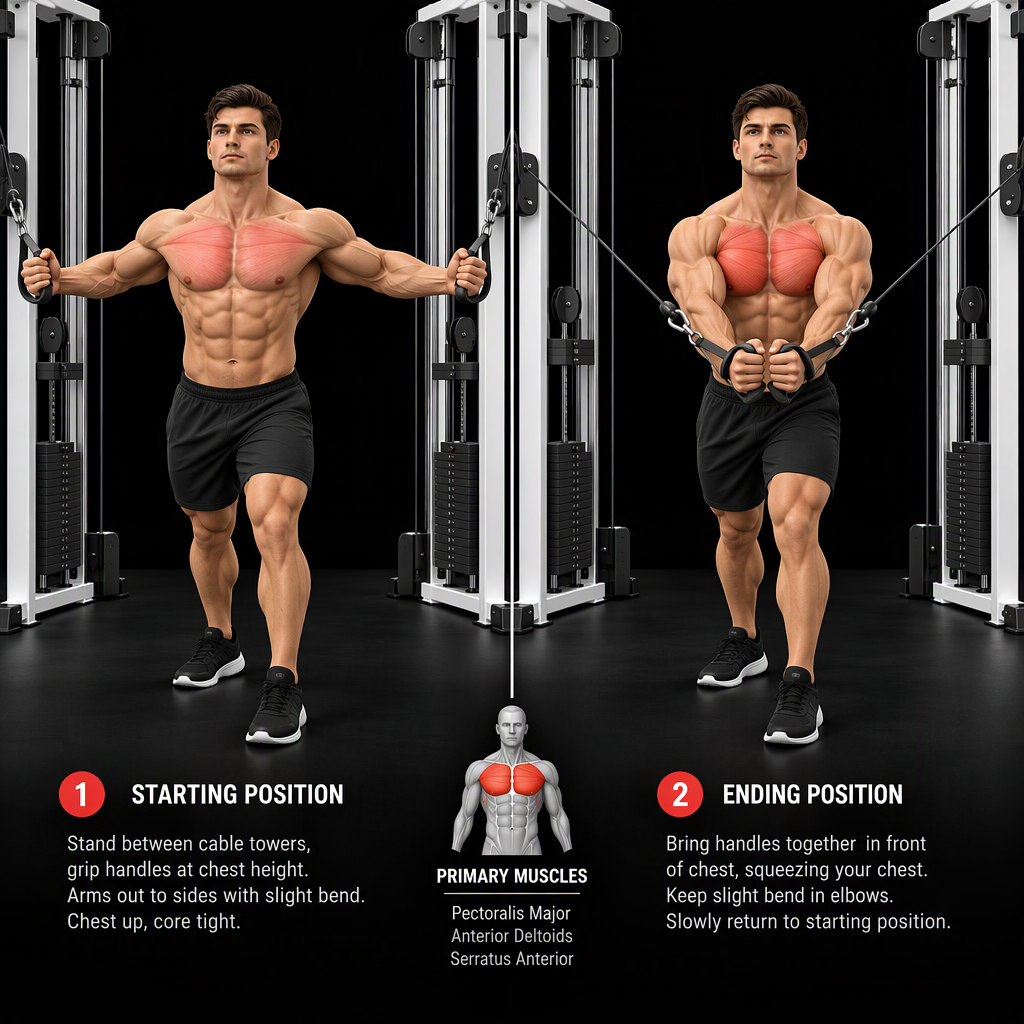 1 STARTING POSITION
Stand between cable towers,
grip handles at chest height.
Arms out to sides with slight bend.
Chest up, core tight.
PRIMARY MUSCLES
Pectoralis Major
Anterior Deltoids
Serratus Anterior
2 ENDING POSITION
Bring handles together in front
of chest, squeezing your chest.
Keep slight bend in elbows.
Slowly return to starting position.